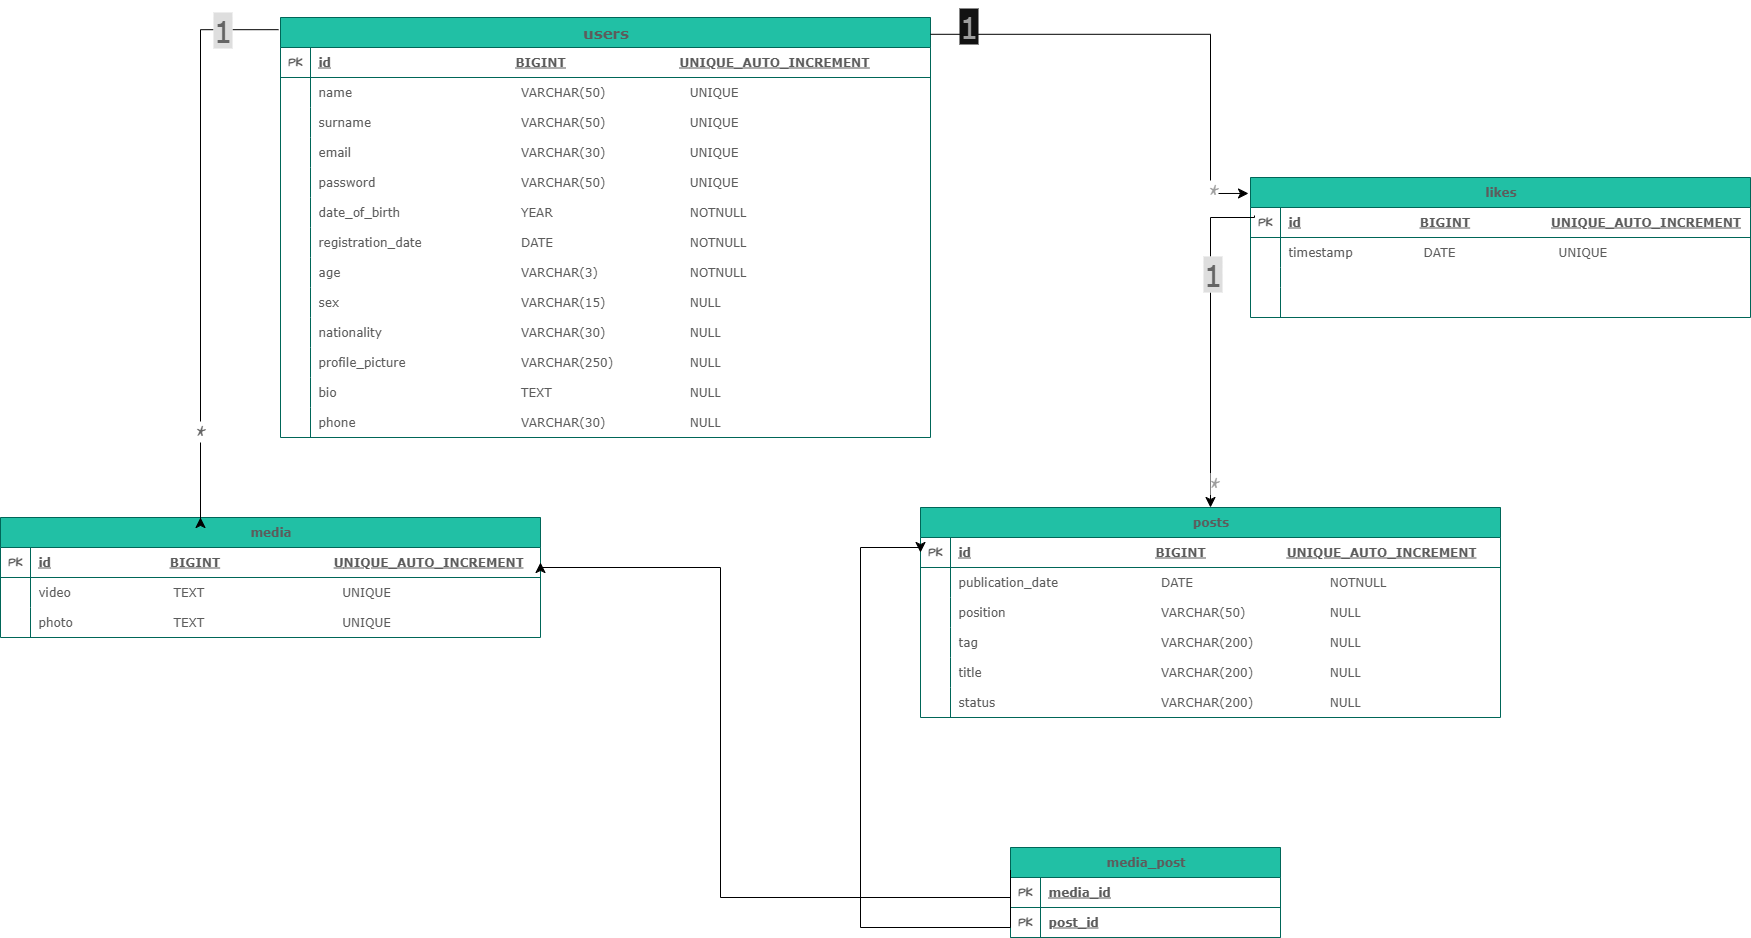 1
users
1
PK id BIGINT UNIQUE_AUTO_INCREMENT
name VARCHAR(50) UNIQUE
surname VARCHAR(50) UNIQUE
email VARCHAR(30) UNIQUE
password VARCHAR(50) UNIQUE
date_of_birth YEAR NOTNULL
registration_date DATE NOTNULL
age VARCHAR(3) NOTNULL
sex VARCHAR(15) NULL
nationality VARCHAR(30) NULL
profile_picture VARCHAR(250) NULL
bio TEXT NULL
phone VARCHAR(30) NULL
*
likes
PK id BIGINT UNIQUE_AUTO_INCREMENT
timestamp DATE UNIQUE
1
*
*
media
PK id BIGINT UNIQUE_AUTO_INCREMENT
video TEXT UNIQUE
photo TEXT UNIQUE
posts
PK id BIGINT UNIQUE_AUTO_INCREMENT
publication_date DATE NOTNULL
position VARCHAR(50) NULL
tag VARCHAR(200) NULL
title VARCHAR(200) NULL
status VARCHAR(200) NULL
media_post
PK media_id
PK post_id